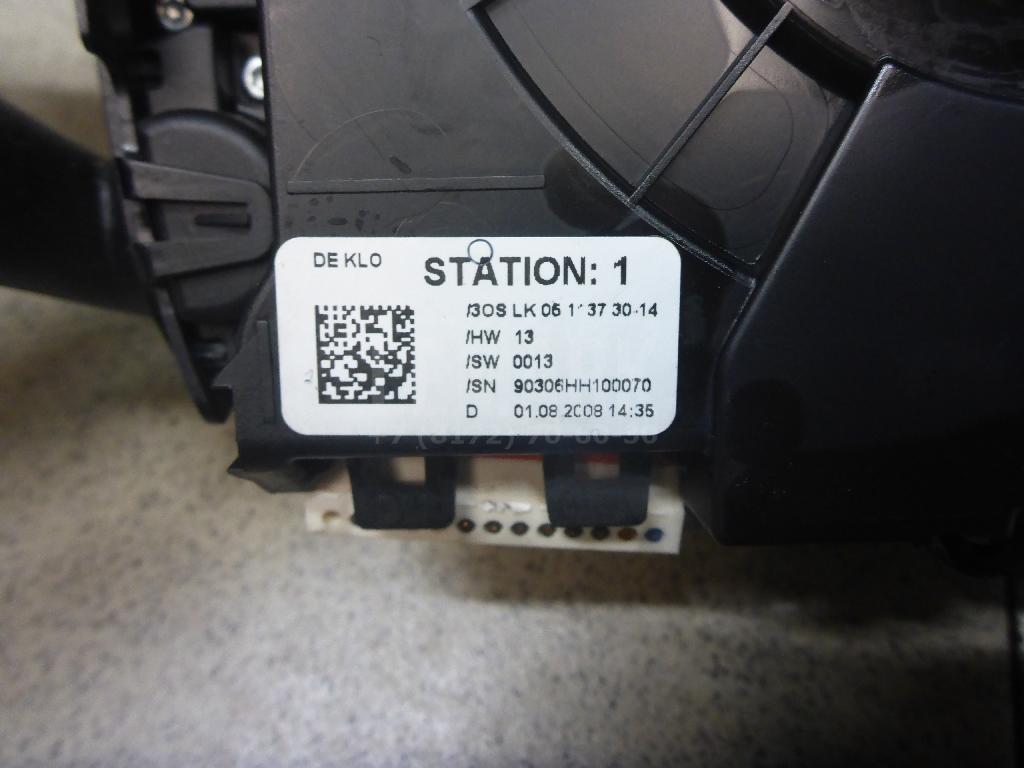 DE KLO
STATION: 1
/3OS LK 05 1 37 30-14
/HW 13
/SW 0013
/SN 90306HH100070
D 01.08.2008 14:35